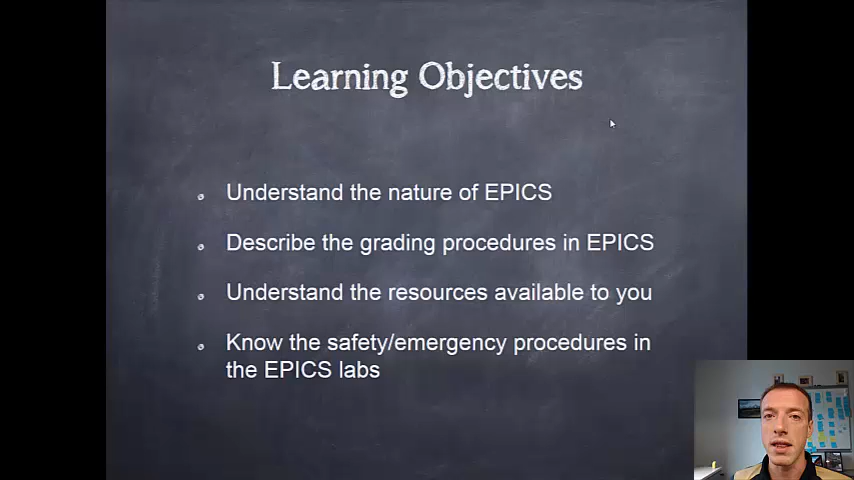 Learning Objectives
Understand the nature of EPICS
Describe the grading procedures in EPICS
Understand the resources available to you
Know the safety/emergency procedures in
the EPICS labs